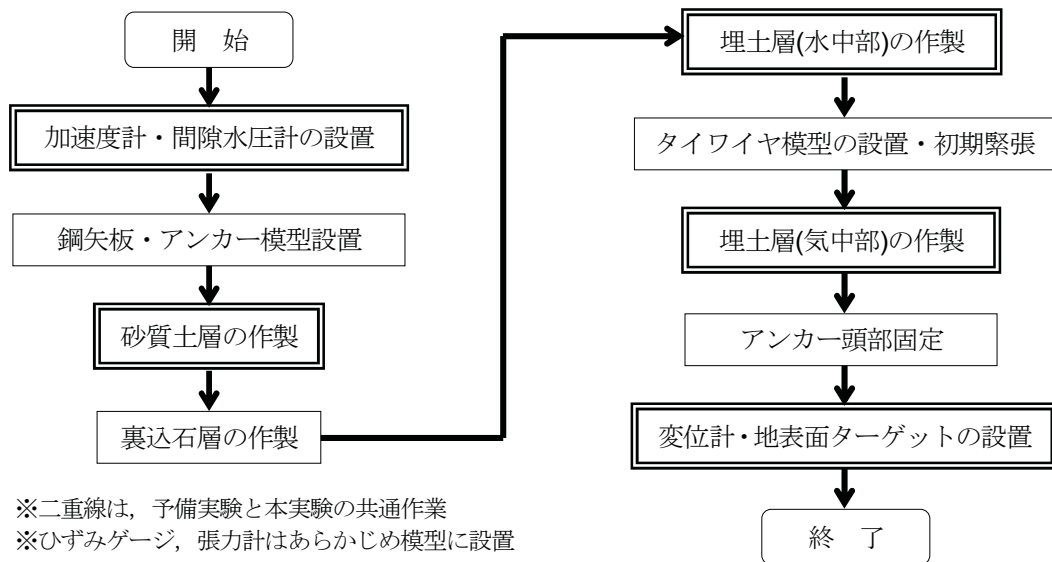 開　始
加速度計・間隙水圧計の設置
鋼矢板・アンカー模型設置
砂質土層の作製
裏込石層の作製
埋土層(水中部)の作製
タイワイヤ模型の設置・初期緊張
埋土層(気中部)の作製
アンカー頭部固定
変位計・地表面ターゲットの設置
終　了
※二重線は，予備実験と本実験の共通作業
※ひずみゲージ，張力計はあらかじめ模型に設置